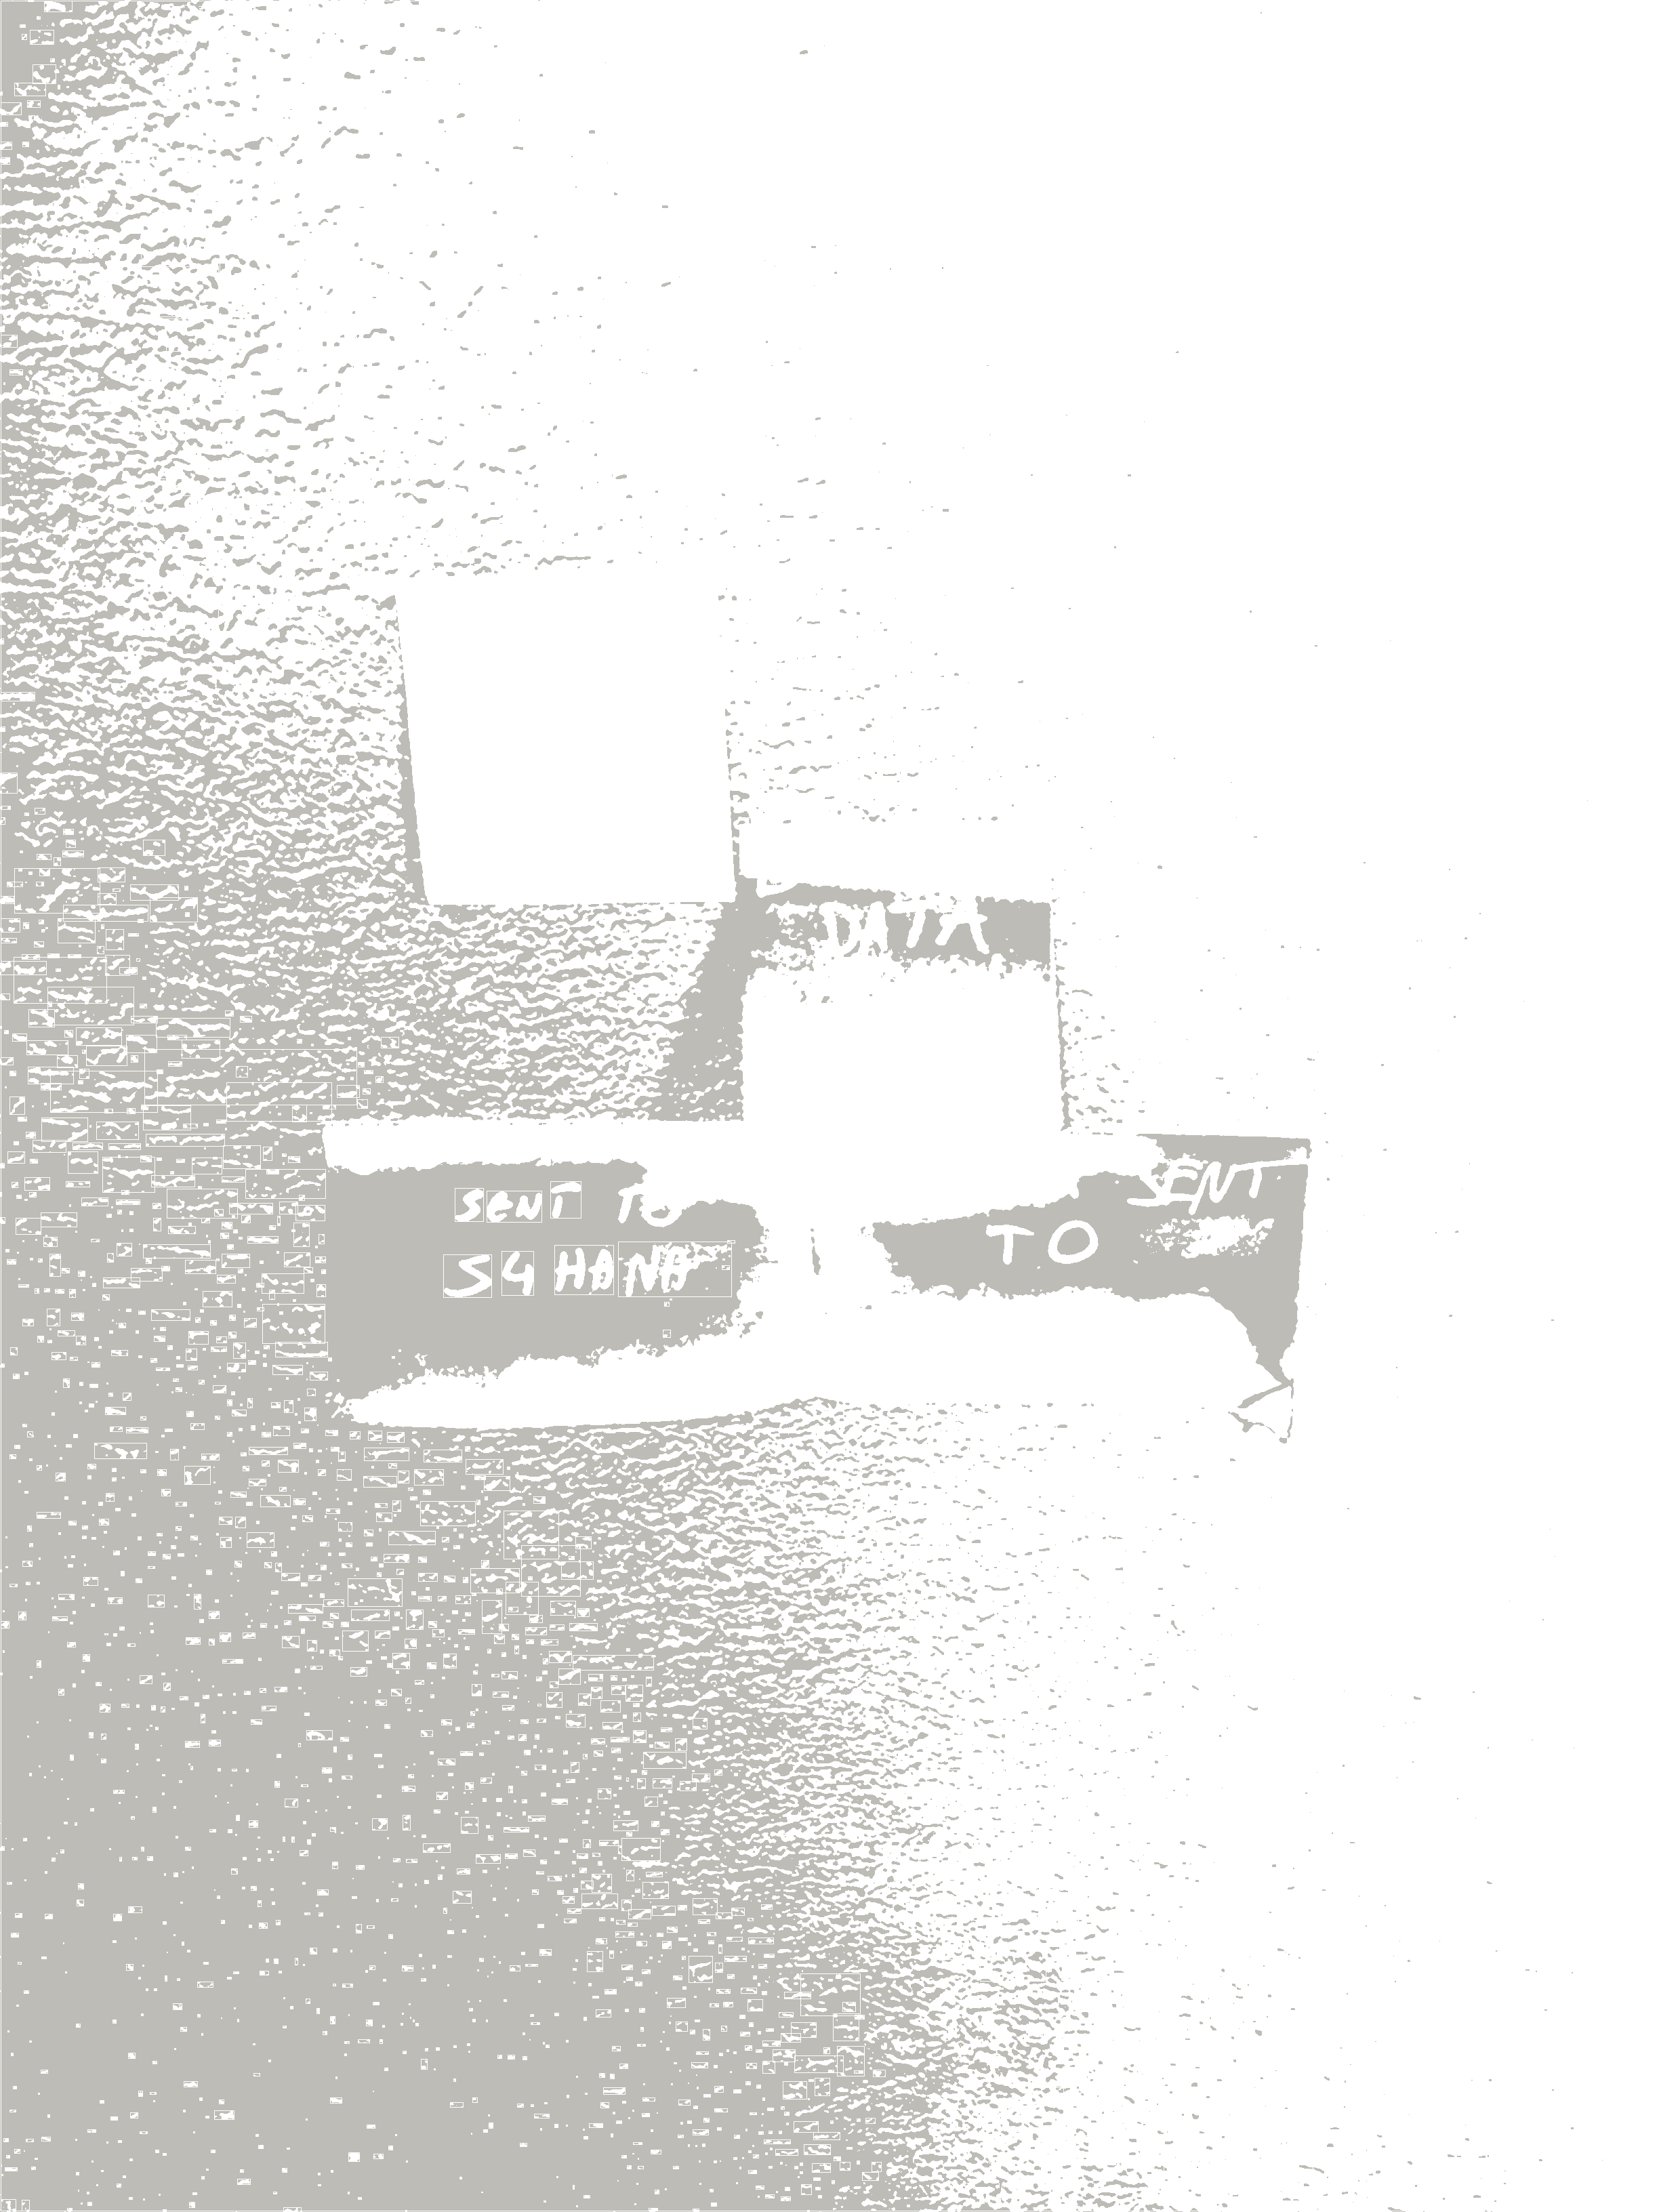 DATA
SENT TO
S4 HANA
SENT
TO